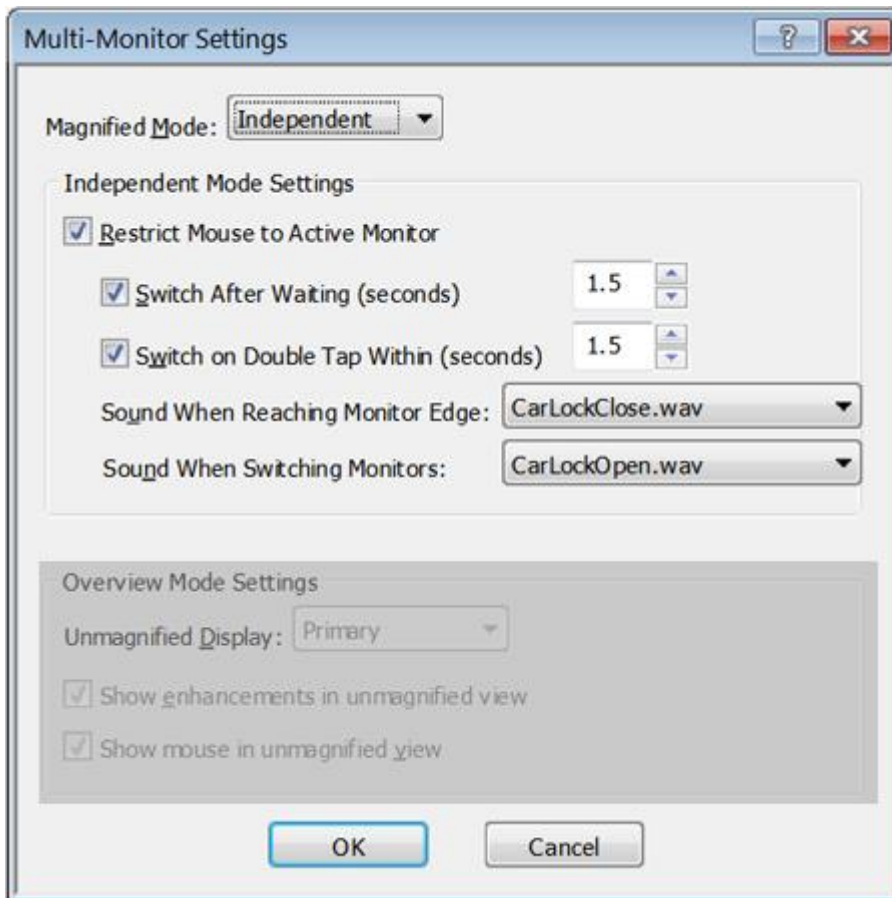 Multi-Monitor Settings
Magnified Mode: Independent
Independent Mode Settings
Restrict Mouse to Active Monitor
Switch After Waiting (seconds) 1.5
Switch on Double Tap Within (seconds) 1.5
Sound When Reaching Monitor Edge: CarLockClose.wav
Sound When Switching Monitors: CarLockOpen.wav
Overview Mode Settings
Unmagnified Display: Primary
Show enhancements in unmagnified view
Show mouse in unmagnified view
OK Cancel